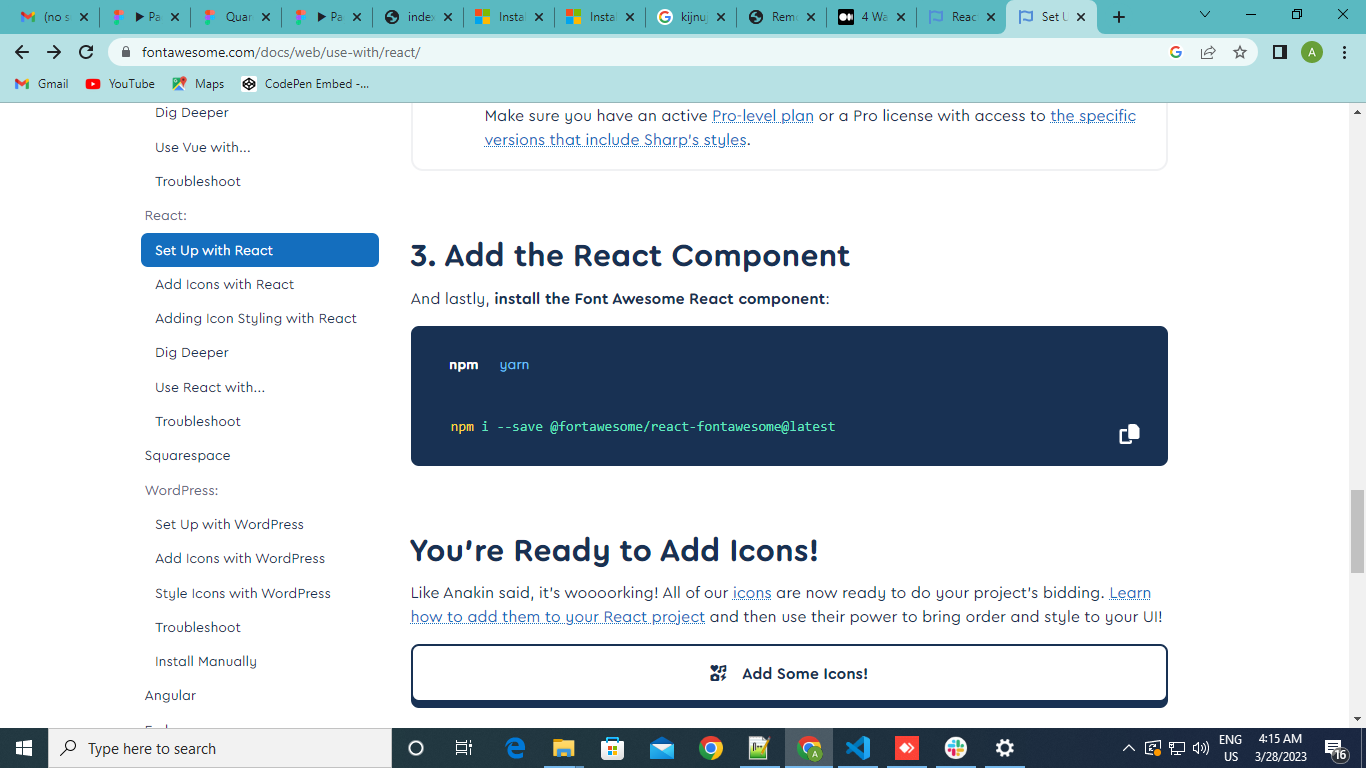 (no s
Pa
Quar
Pa
index
Instal
Instal
kijnuj
Remo
4 Wa
Reac
Set U
fontawesome.com/docs/web/use-with/react/
A
Gmail
YouTube
Maps
CodePen Embed -...
Dig Deeper
Use Vue with...
Troubleshoot
React:
Set Up with React
Add Icons with React
Adding Icon Styling with React
Dig Deeper
Use React with...
Troubleshoot
Squarespace
WordPress:
Set Up with WordPress
Add Icons with WordPress
Style Icons with WordPress
Troubleshoot
Install Manually
Angular
Make sure you have an active Pro-level plan or a Pro license with access to the specific
versions that include Sharp's styles.
3. Add the React Component
And lastly, install the Font Awesome React component:
npm yarn
npm i --save @fortawesome/react-fontawesome@latest
You're Ready to Add Icons!
Like Anakin said, it's woooorking! All of our icons are now ready to do your project's bidding. Learn
how to add them to your React project and then use their power to bring order and style to your UI!
Add Some Icons!
Type here to search
A
ENG
US
4:15 AM
3/28/2023
16